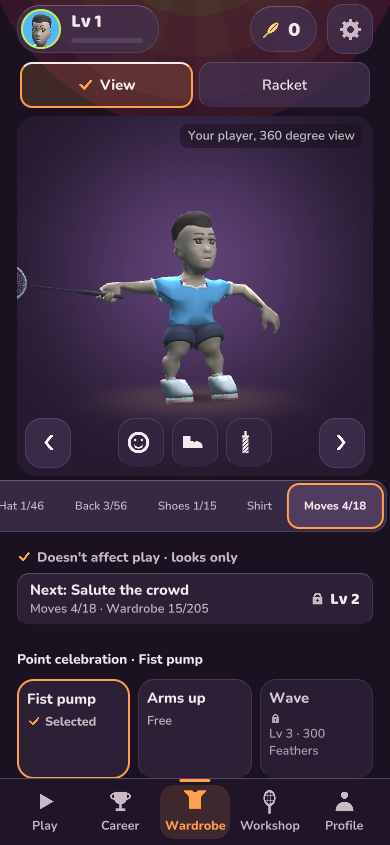 Lv 1
0
View
Racket
Your player, 360 degree view
Hat 1/46
Back 3/56
Shoes 1/15
Shirt
Moves 4/18
Doesn't affect play · looks only
Next: Salute the crowd
Moves 4/18 · Wardrobe 15/205
Lv 2
Point celebration · Fist pump
Fist pump
Selected
Arms up
Free
Wave
Lv 3 · 300
Feathers
Play
Career
Wardrobe
Workshop
Profile